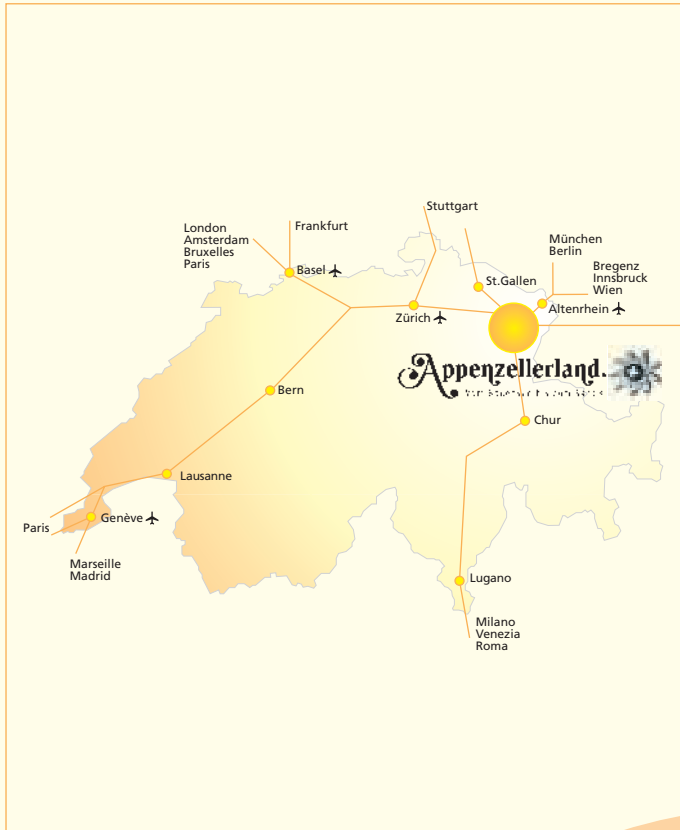 Stuttgart
London
Amsterdam
Bruxelles
Paris
Frankfurt
München
Berlin
Bregenz
Innsbruck
Wien
Basel
St.Gallen
Zürich
Altenrhein
Appenzellerland.
Bern
Chur
Lausanne
Paris
Genève
Marseille
Madrid
Lugano
Milano
Venezia
Roma